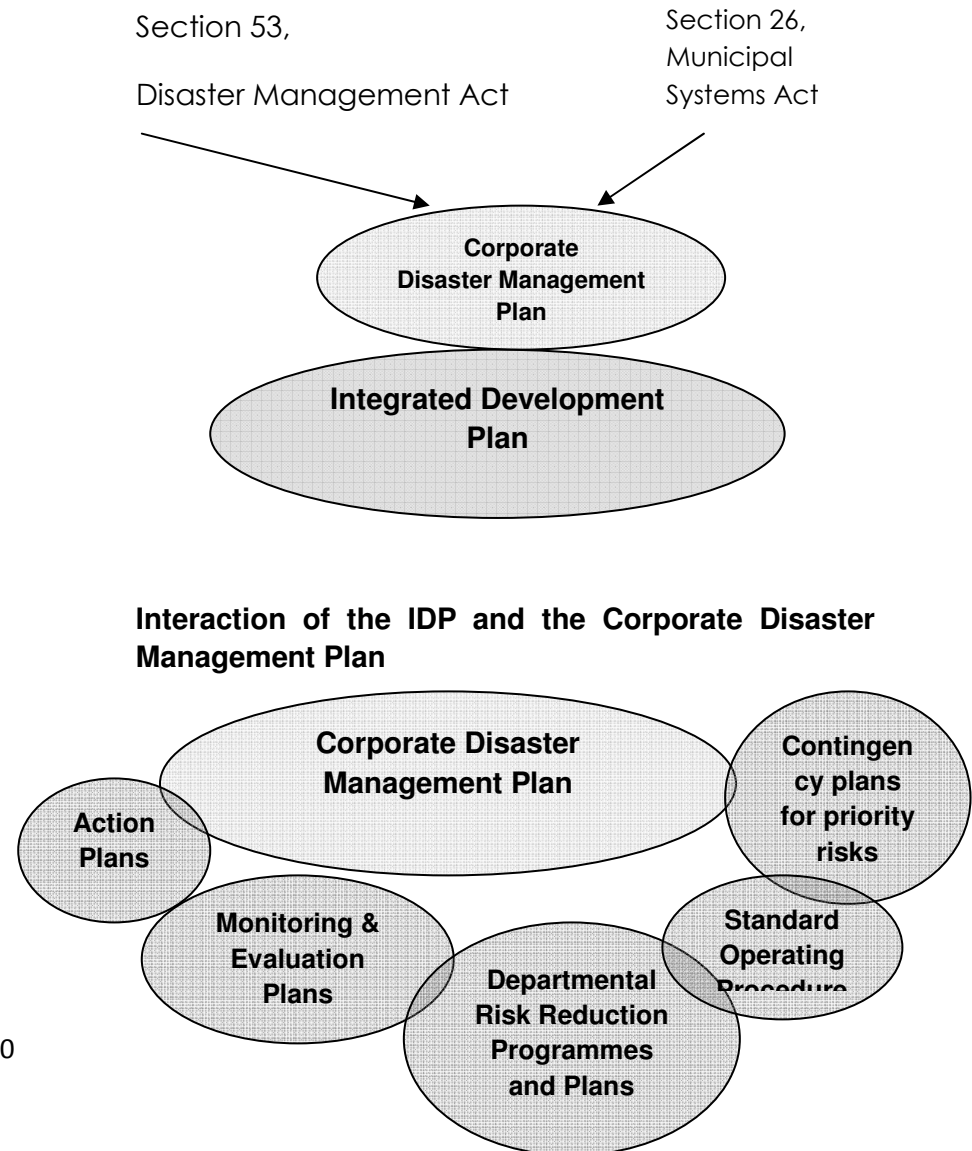 Section 53,
Disaster Management Act
Section 26,
Municipal
Systems Act
Corporate
Disaster Management
Plan
Integrated Development
Plan
Interaction of the IDP and the Corporate Disaster
Management Plan
Corporate Disaster
Management Plan
Contingen
cy plans
for priority
risks
Action
Plans
Monitoring &
Evaluation
Plans
Standard
Operating
Procedure
Departmental
Risk Reduction
Programmes
and Plans
0